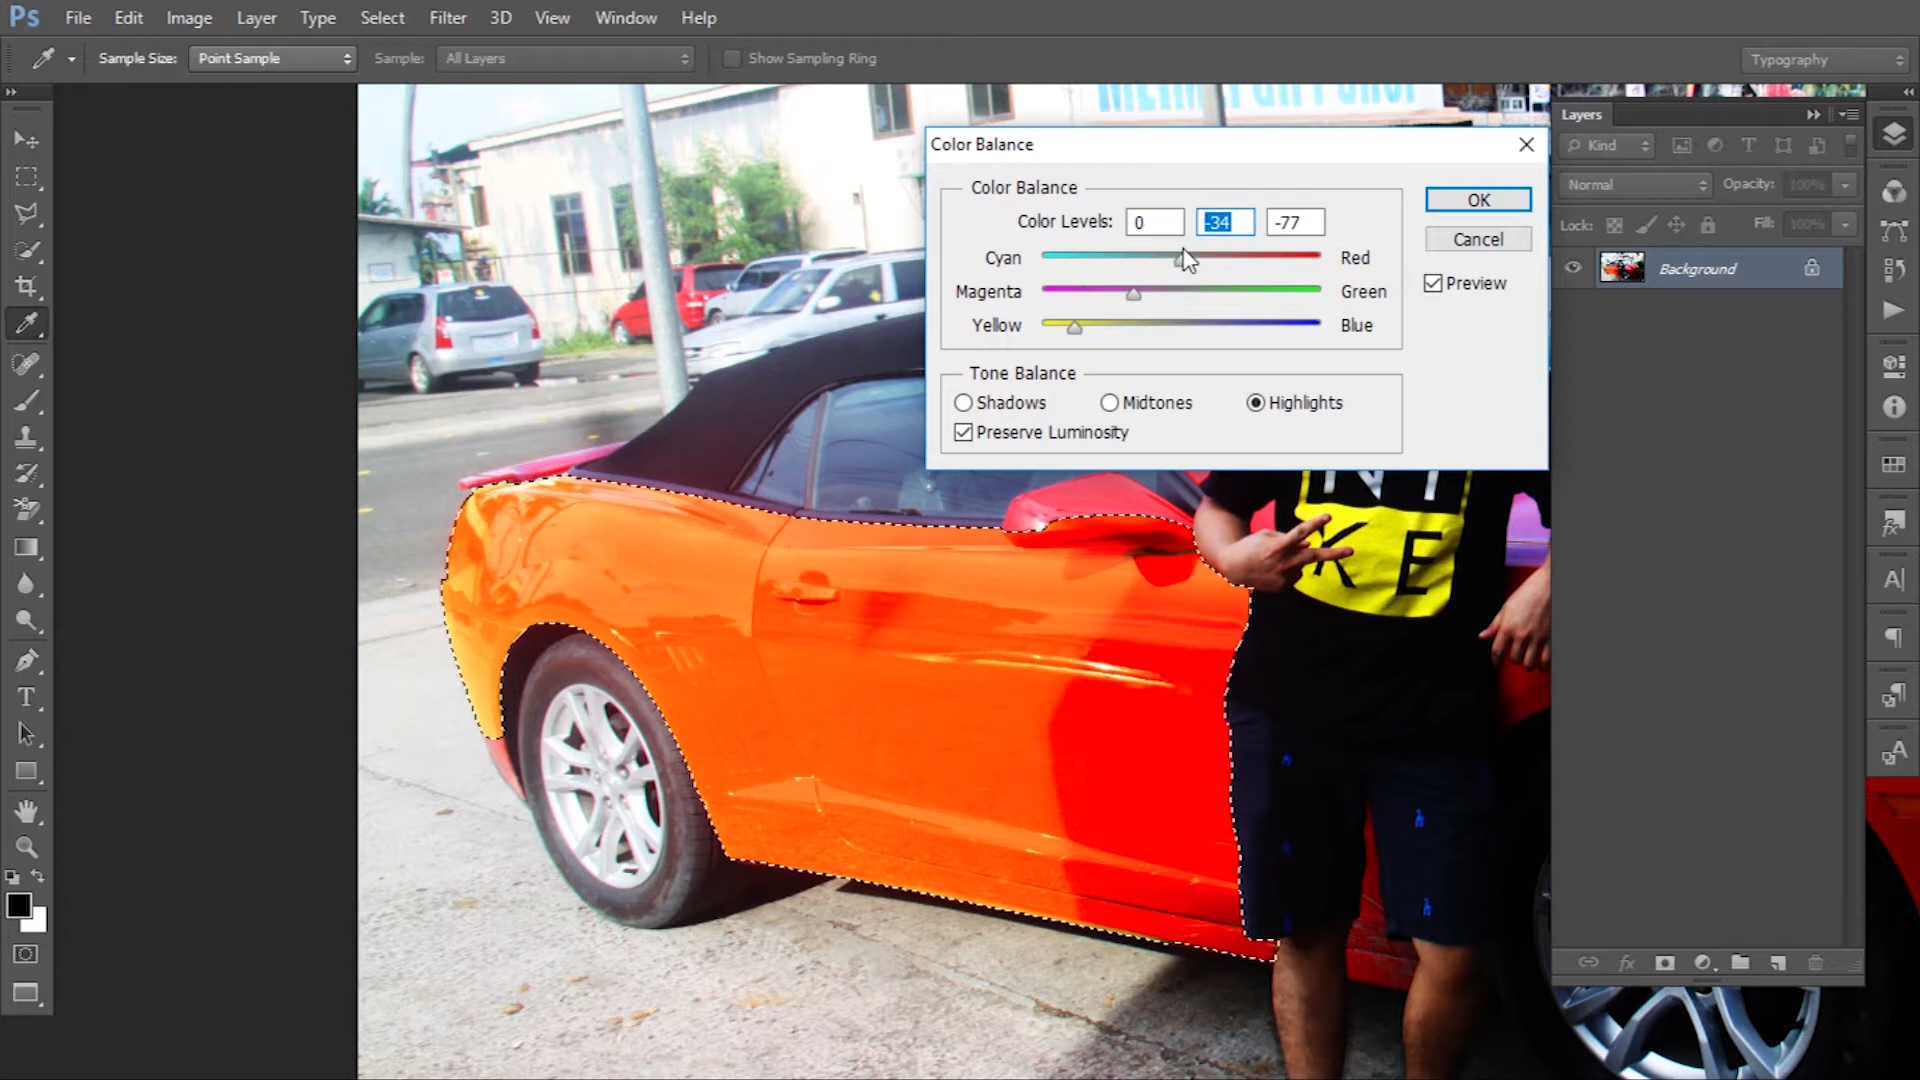 Ps File Edit Image Layer Type Select Filter 3D View Window Help
Sample Size: Point Sample Sample: All Layers Show Sampling Ring Typography
Layers
Kind
Normal Opacity: 100%
Lock: Fill: 100%
Background
Color Balance
Color Balance
Color Levels: 0 -34 -77
Cyan Red
Magenta Green
Yellow Blue
Tone Balance
Shadows Midtones Highlights
Preserve Luminosity
OK
Cancel
Preview
N Y
K E